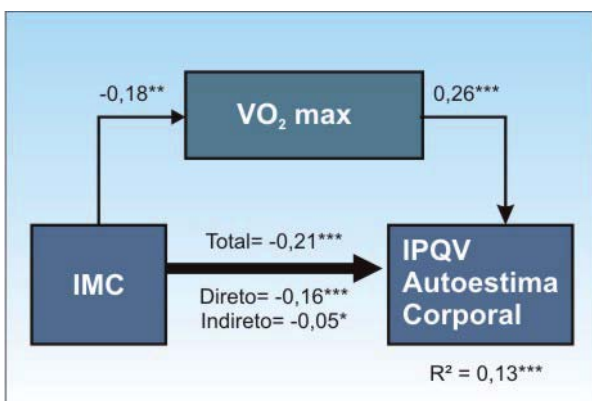 -0,18**
VO₂ max
0,26***
IMC
Total= -0,21***
Direto= -0,16***
Indireto= -0,05*
IPQV
Autoestima
Corporal
R² = 0,13***